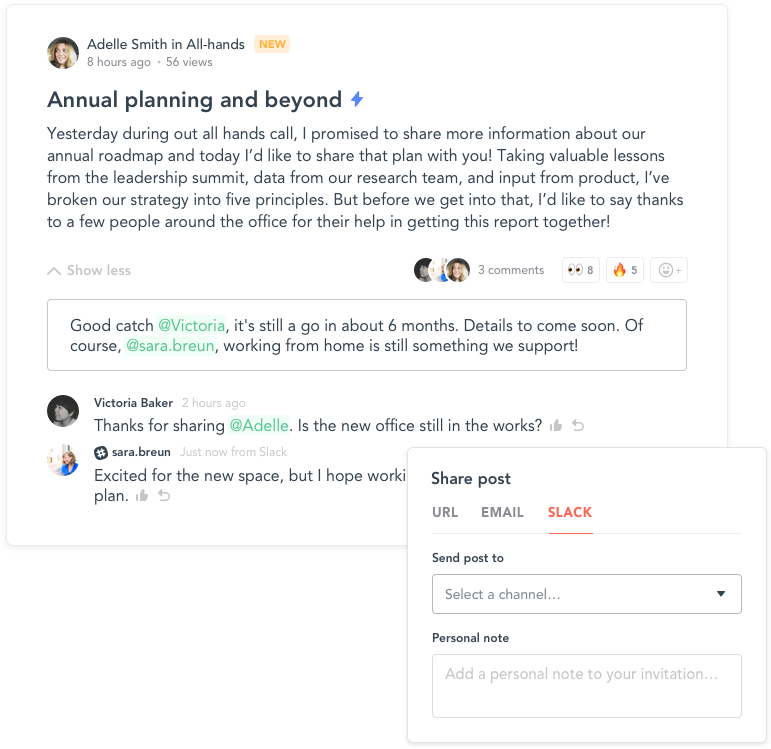 Adelle Smith in All-hands NEW
8 hours ago • 56 views
Annual planning and beyond
Yesterday during out all hands call, I promised to share more information about our
annual roadmap and today I’d like to share that plan with you! Taking valuable lessons
from the leadership summit, data from our research team, and input from product, I’ve
broken our strategy into five principles. But before we get into that, I’d like to say thanks
to a few people around the office for their help in getting this report together!
Show less
3 comments
8
5
+
Good catch @Victoria, it's still a go in about 6 months. Details to come soon. Of
course, @sara.breun, working from home is still something we support!
Victoria Baker 2 hours ago
Thanks for sharing @Adelle. Is the new office still in the works?
sara.breun Just now from Slack
Excited for the new space, but I hope worki
plan.
Share post
URL EMAIL SLACK
Send post to
Select a channel...
Personal note
Add a personal note to your invitation...